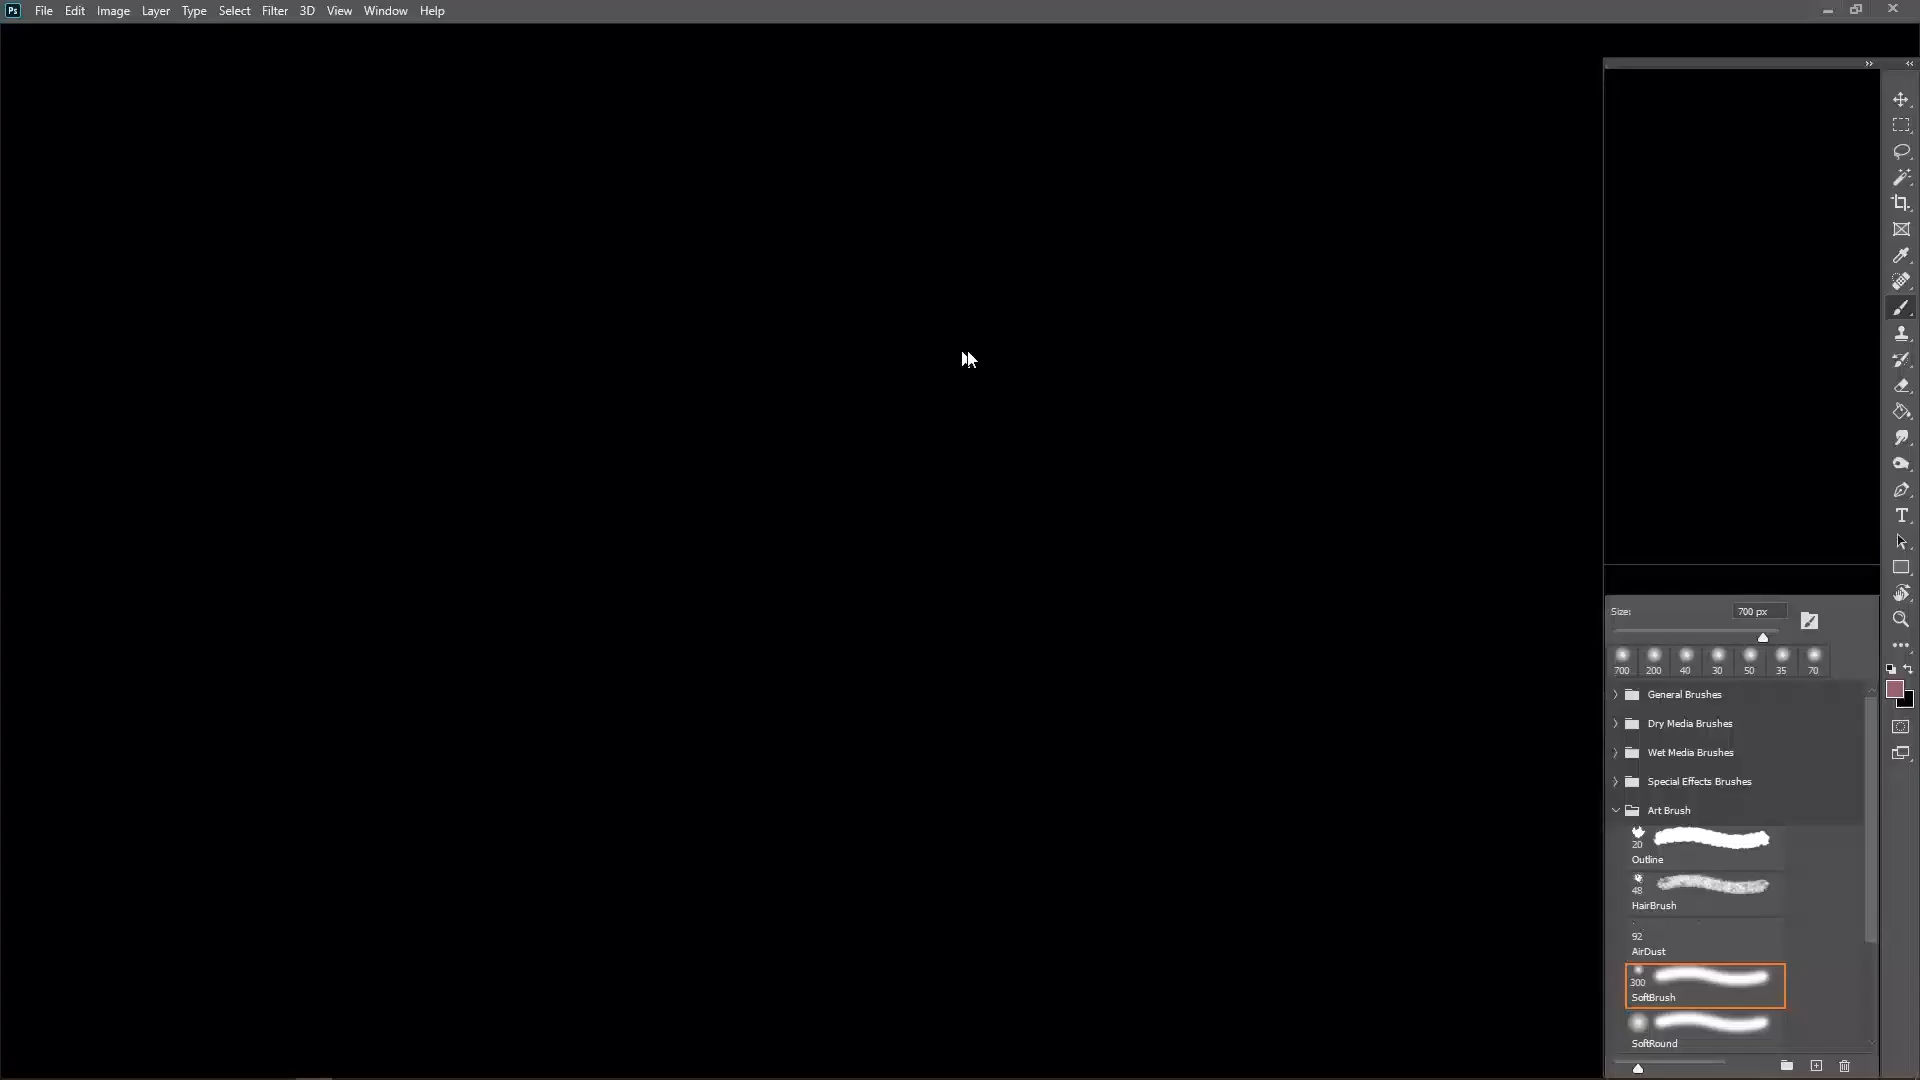 Ps File Edit Image Layer Type Select Filter 3D View Window Help
Size: 700 px
700 200 40 30 50 35 70
General Brushes
Dry Media Brushes
Wet Media Brushes
Special Effects Brushes
Art Brush
20
Outline
48
HairBrush
92
AirDust
300
SoftBrush
SoftRound